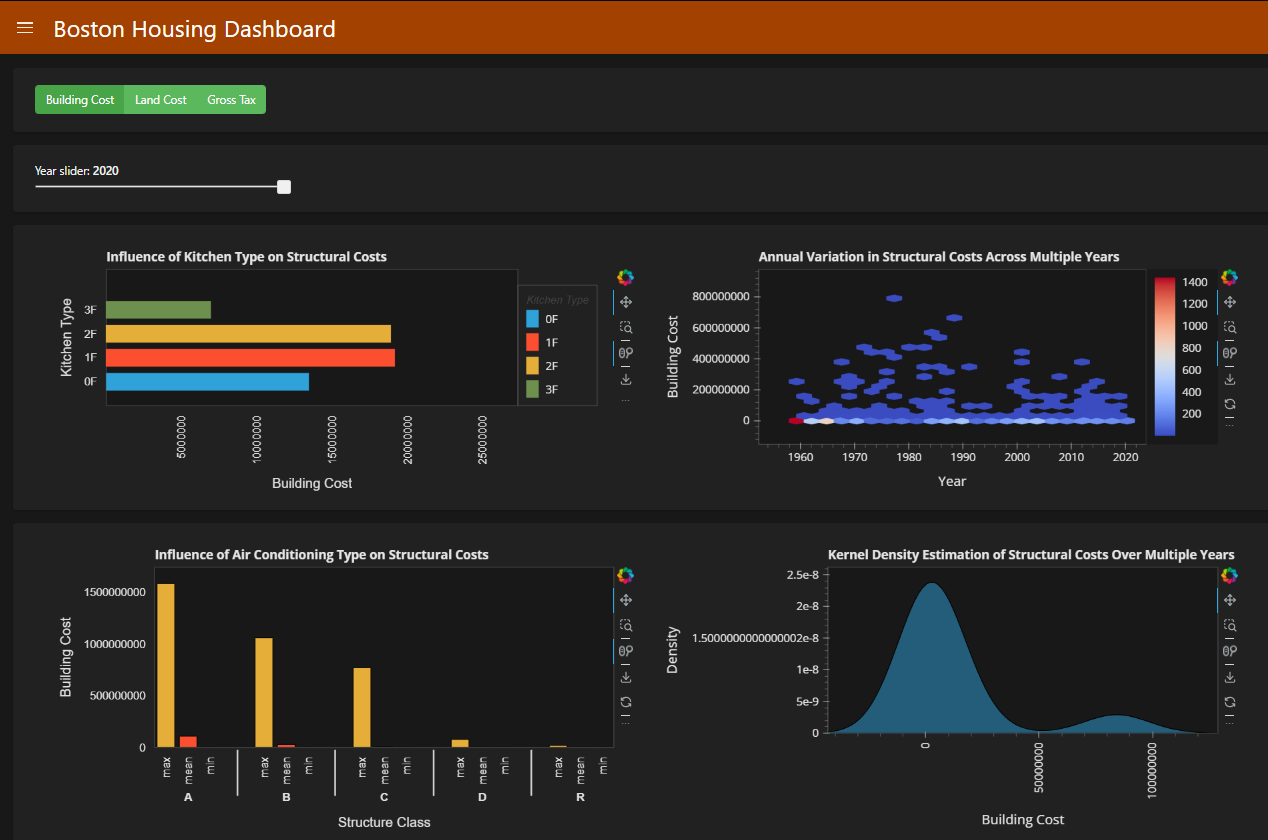 Boston Housing Dashboard
Building Cost Land Cost Gross Tax
Year slider: 2020
Influence of Kitchen Type on Structural Costs
Kitchen Type
3F
2F
1F
0F
5000000 10000000 15000000 20000000 25000000
Building Cost
Kitchen Type
0F
1F
2F
3F
Annual Variation in Structural Costs Across Multiple Years
Building Cost
800000000
600000000
400000000
200000000
0
1960 1970 1980 1990 2000 2010 2020
Year
1400
1200
1000
800
600
400
200
Influence of Air Conditioning Type on Structural Costs
Building Cost
1500000000
1000000000
500000000
0
max mean min max mean min max mean min max mean min max mean min
A B C D R
Structure Class
Kernel Density Estimation of Structural Costs Over Multiple Years
Density
2.5e-8
2e-8
1.5000000000000002e-8
1e-8
5e-9
0
0 50000000 100000000
Building Cost